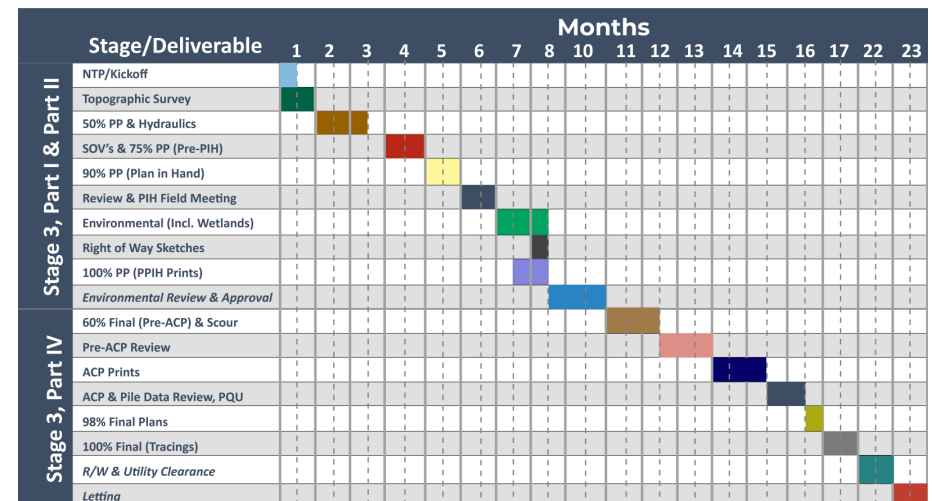 Months
Stage/Deliverable 1 2 3 4 5 6 7 8 10 11 12 13 14 15 16 17 22 23
Stage 3, Part I & Part II
NTP/Kickoff
Topographic Survey
50% PP & Hydraulics
SOV's & 75% PP (Pre-PIH)
90% PP (Plan in Hand)
Review & PIH Field Meeting
Environmental (Incl. Wetlands)
Right of Way Sketches
100% PP (PPIH Prints)
Environmental Review & Approval
Stage 3, Part IV
60% Final (Pre-ACP) & Scour
Pre-ACP Review
ACP Prints
ACP & Pile Data Review, PQU
98% Final Plans
100% Final (Tracings)
R/W & Utility Clearance
Letting